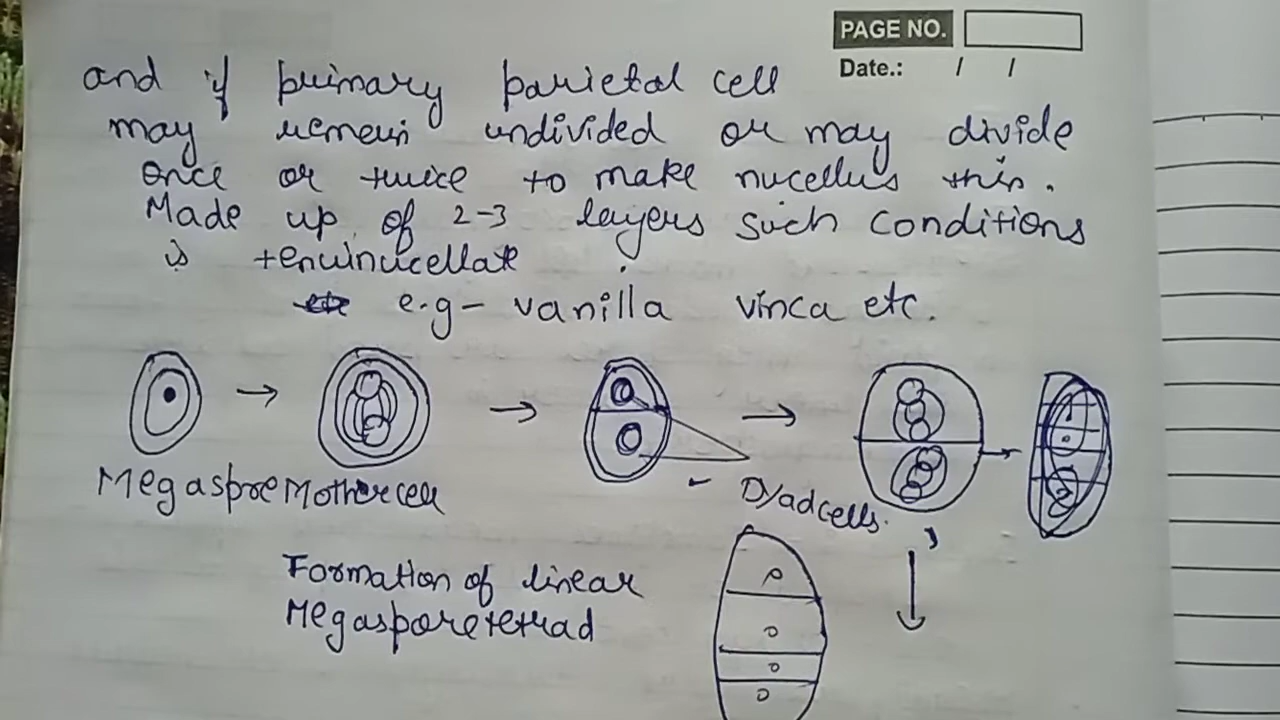 PAGE NO.
Date.: / /
and if primary parietal cell
may remein undivided or may divide
once or twice to make nucellus thin.
Made up of 2-3 layers such conditions
is tenuinucellate
e.g - vanilla vinca etc.
Megaspore Mother cell
Dyad cells.
Formation of linear
Megaspore tetrad